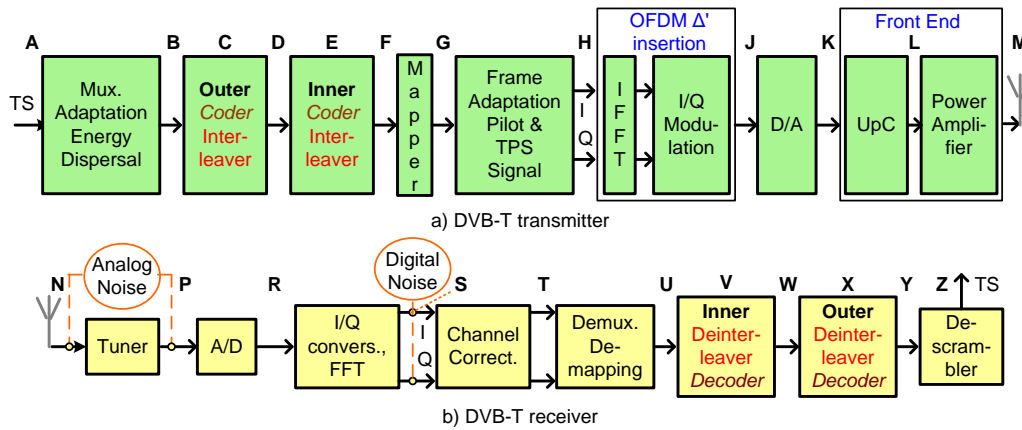 OFDM Δ'
insertion
Front End
A
B
C
D
E
F
G
H
J
K
L
M
TS
Mux.
Adaptation
Energy
Dispersal
Outer
Coder
Inter-
leaver
Inner
Coder
Inter-
leaver
M
a
p
p
e
r
Frame
Adaptation
Pilot &
TPS
Signal
I
Q
I
F
F
T
I/Q
Modu-
lation
D/A
UpC
Power
Ampli-
fier
a) DVB-T transmitter
N
Analog
Noise
P
R
Digital
Noise
S
T
U
V
W
X
Y
Z
TS
Tuner
A/D
I/Q
convers.,
FFT
I
Q
Channel
Correct.
Demux.
De-
mapping
Inner
Deinter-
leaver
Decoder
Outer
Deinter-
leaver
Decoder
De-
scram-
bler
b) DVB-T receiver